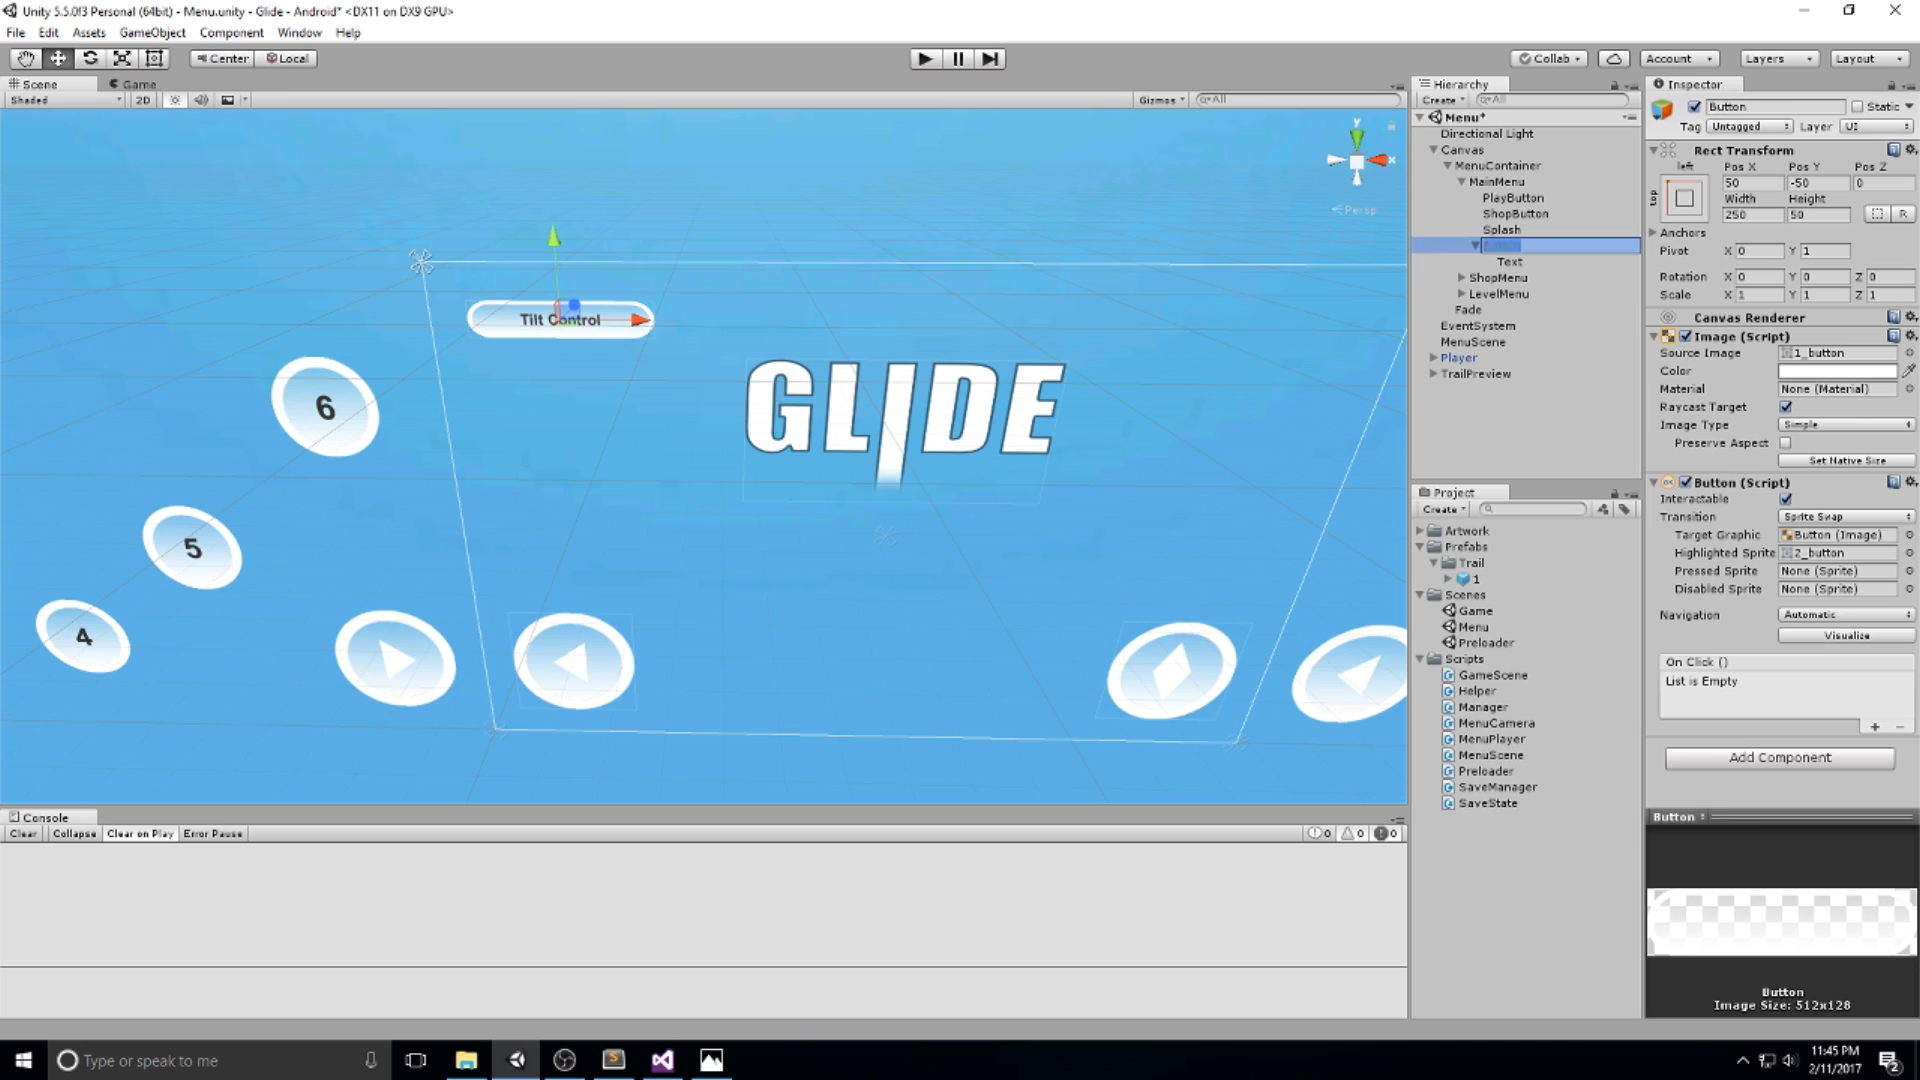 Unity 5.5.0f3 Personal (64bit) - Menu.unity - Glide - Android* <DX11 on DX9 GPU>
File Edit Assets GameObject Component Window Help
Center Local
Collab Account Layers Layout
Scene Game
Shaded 2D Gizmos All
Tilt Control
GLIDE
6
5
4
Persp
y
x
Hierarchy
Create All
Menu*
Directional Light
Canvas
MenuContainer
MainMenu
PlayButton
ShopButton
Splash
Text
ShopMenu
LevelMenu
Fade
EventSystem
MenuScene
Player
TrailPreview
Project
Create
Artwork
Prefabs
Trail
1
Scenes
Game
Menu
Preloader
Scripts
GameScene
Helper
Manager
MenuCamera
MenuPlayer
MenuScene
Preloader
SaveManager
SaveState
Inspector
Button Static
Tag Untagged Layer UI
Rect Transform
left Pos X Pos Y Pos Z
top 50 -50 0
Width Height
250 50 R
Anchors
Pivot X 0 Y 1
Rotation X 0 Y 0 Z 0
Scale X 1 Y 1 Z 1
Canvas Renderer
Image (Script)
Source Image 1_button
Color
Material None (Material)
Raycast Target
Image Type Simple
Preserve Aspect
Set Native Size
Button (Script)
Interactable
Transition Sprite Swap
Target Graphic Button (Image)
Highlighted Sprite 2_button
Pressed Sprite None (Sprite)
Disabled Sprite None (Sprite)
Navigation Automatic
Visualize
On Click ()
List is Empty
+ -
Add Component
Button
Button
Image Size: 512x128
Console
Clear Collapse Clear on Play Error Pause 0 0 0
Type or speak to me
11:45 PM
2/11/2017
2